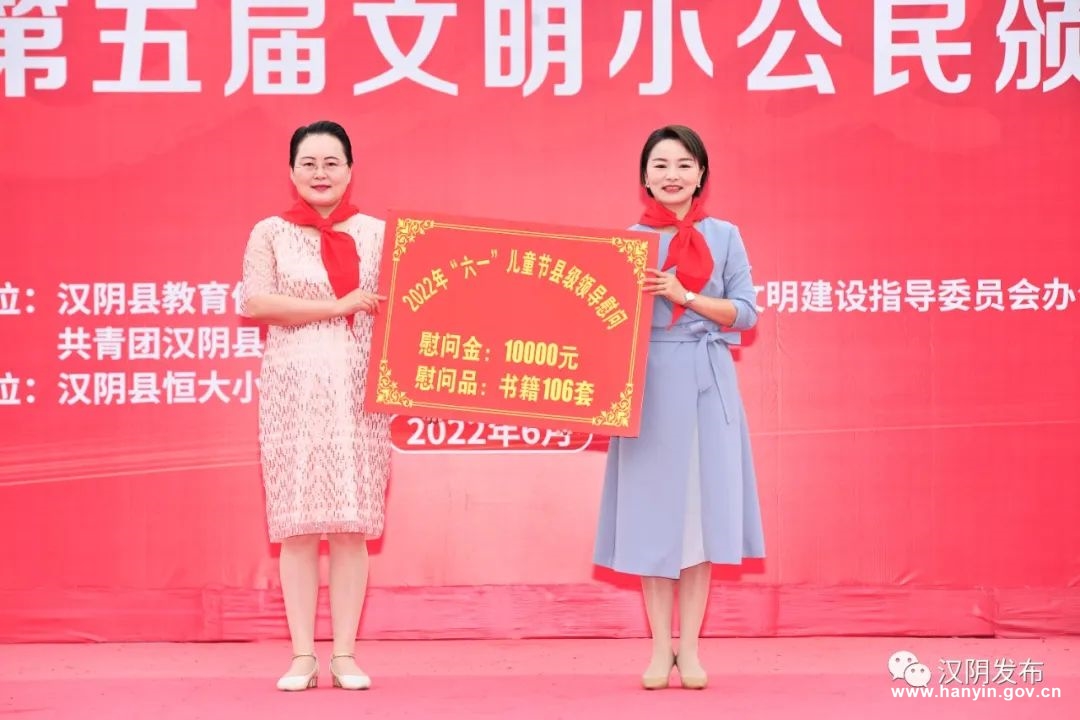 第五届文明小公民颁
位：汉阴县教育
文明建设指导委员会办
共青团汉阴县
位：汉阴县恒大小
2022年“六一”儿童节县级领导慰问
慰问金：10000元
慰问品：书籍106套
2022年6月
汉阴发布
www.hanyin.gov.cn